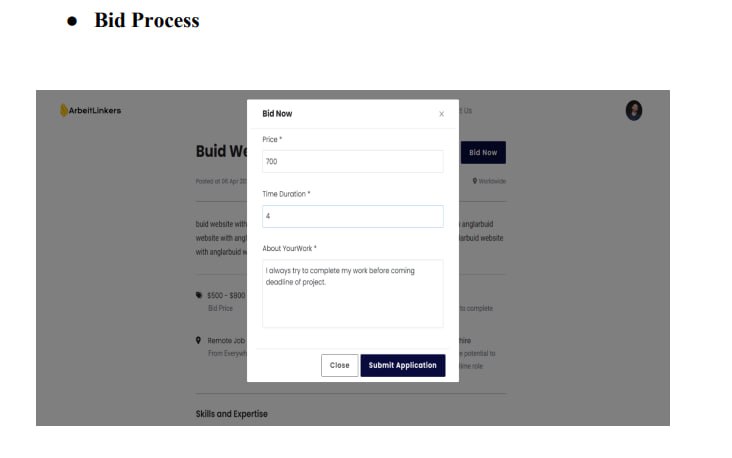 ● Bid Process
ArbeitLinkers
Bid Now
x
t Us
Price *
Buid We
700
Bid Now
Posted at 06 Apr 20
Worldwide
Time Duration *
4
buid website with
anglarbuid
website with angl
larbuid website
with anglarbuid w
About YourWork *
I always try to complete my work before coming
deadline of project.
$500 - $800
Bid Price
to complete
Remote Job
hire
From Everywh
potential to
time role
Close
Submit Application
Skills and Expertise